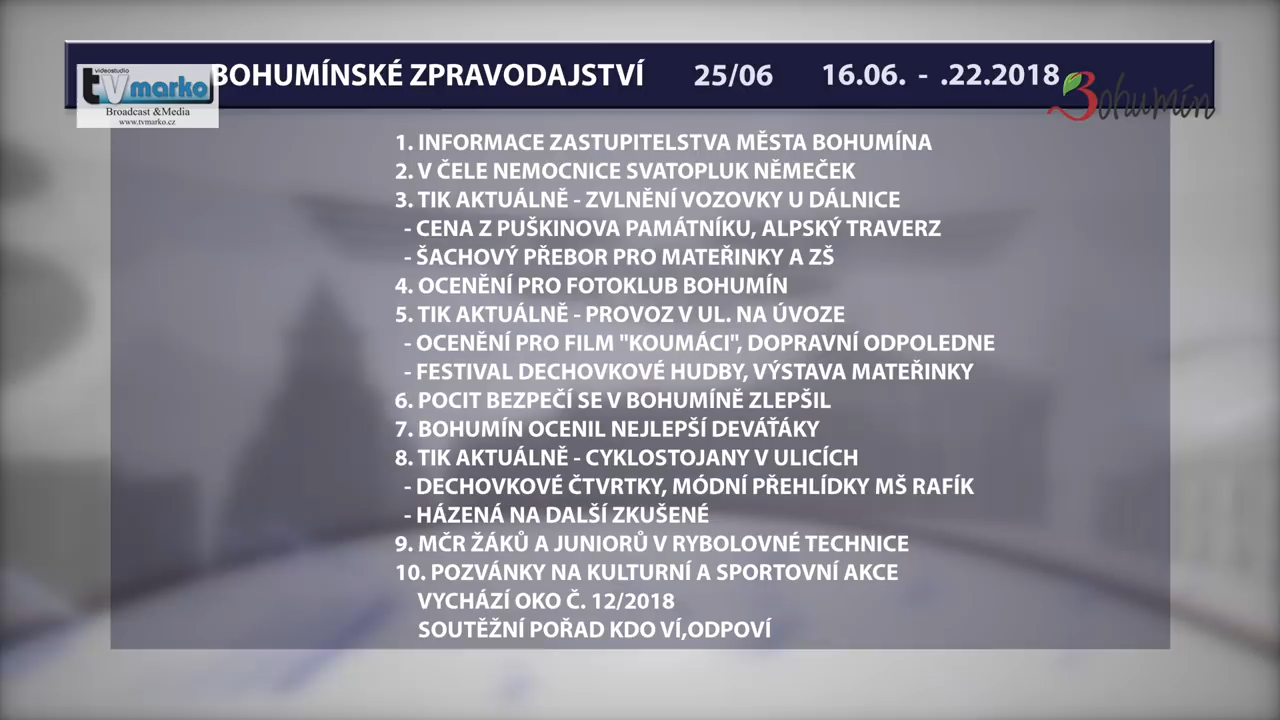 BOHUMÍNSKÉ ZPRAVODAJSTVÍ 25/06 16.06. - .22.2018
videostudio
tvmarko
Broadcast &Media
www.tvmarko.cz
Bohumín
1. INFORMACE ZASTUPITELSTVA MĚSTA BOHUMÍNA
2. V ČELE NEMOCNICE SVATOPLUK NĚMEČEK
3. TIK AKTUÁLNĚ - ZVLNĚNÍ VOZOVKY U DÁLNICE
- CENA Z PUŠKINOVA PAMÁTNÍKU, ALPSKÝ TRAVERZ
- ŠACHOVÝ PŘEBOR PRO MATEŘINKY A ZŠ
4. OCENĚNÍ PRO FOTOKLUB BOHUMÍN
5. TIK AKTUÁLNĚ - PROVOZ V UL. NA ÚVOZE
- OCENĚNÍ PRO FILM "KOUMÁCI", DOPRAVNÍ ODPOLEDNE
- FESTIVAL DECHOVKOVÉ HUDBY, VÝSTAVA MATEŘINKY
6. POCIT BEZPEČÍ SE V BOHUMÍNĚ ZLEPŠIL
7. BOHUMÍN OCENIL NEJLEPŠÍ DEVÁŤÁKY
8. TIK AKTUÁLNĚ - CYKLOSTOJANY V ULICÍCH
- DECHOVKOVÉ ČTVRTKY, MÓDNÍ PŘEHLÍDKY MŠ RAFÍK
- HÁZENÁ NA DALŠÍ ZKUŠENÉ
9. MČR ŽÁKŮ A JUNIORŮ V RYBOLOVNÉ TECHNICE
10. POZVÁNKY NA KULTURNÍ A SPORTOVNÍ AKCE
VYCHÁZÍ OKO Č. 12/2018
SOUTĚŽNÍ POŘAD KDO VÍ,ODPOVÍ